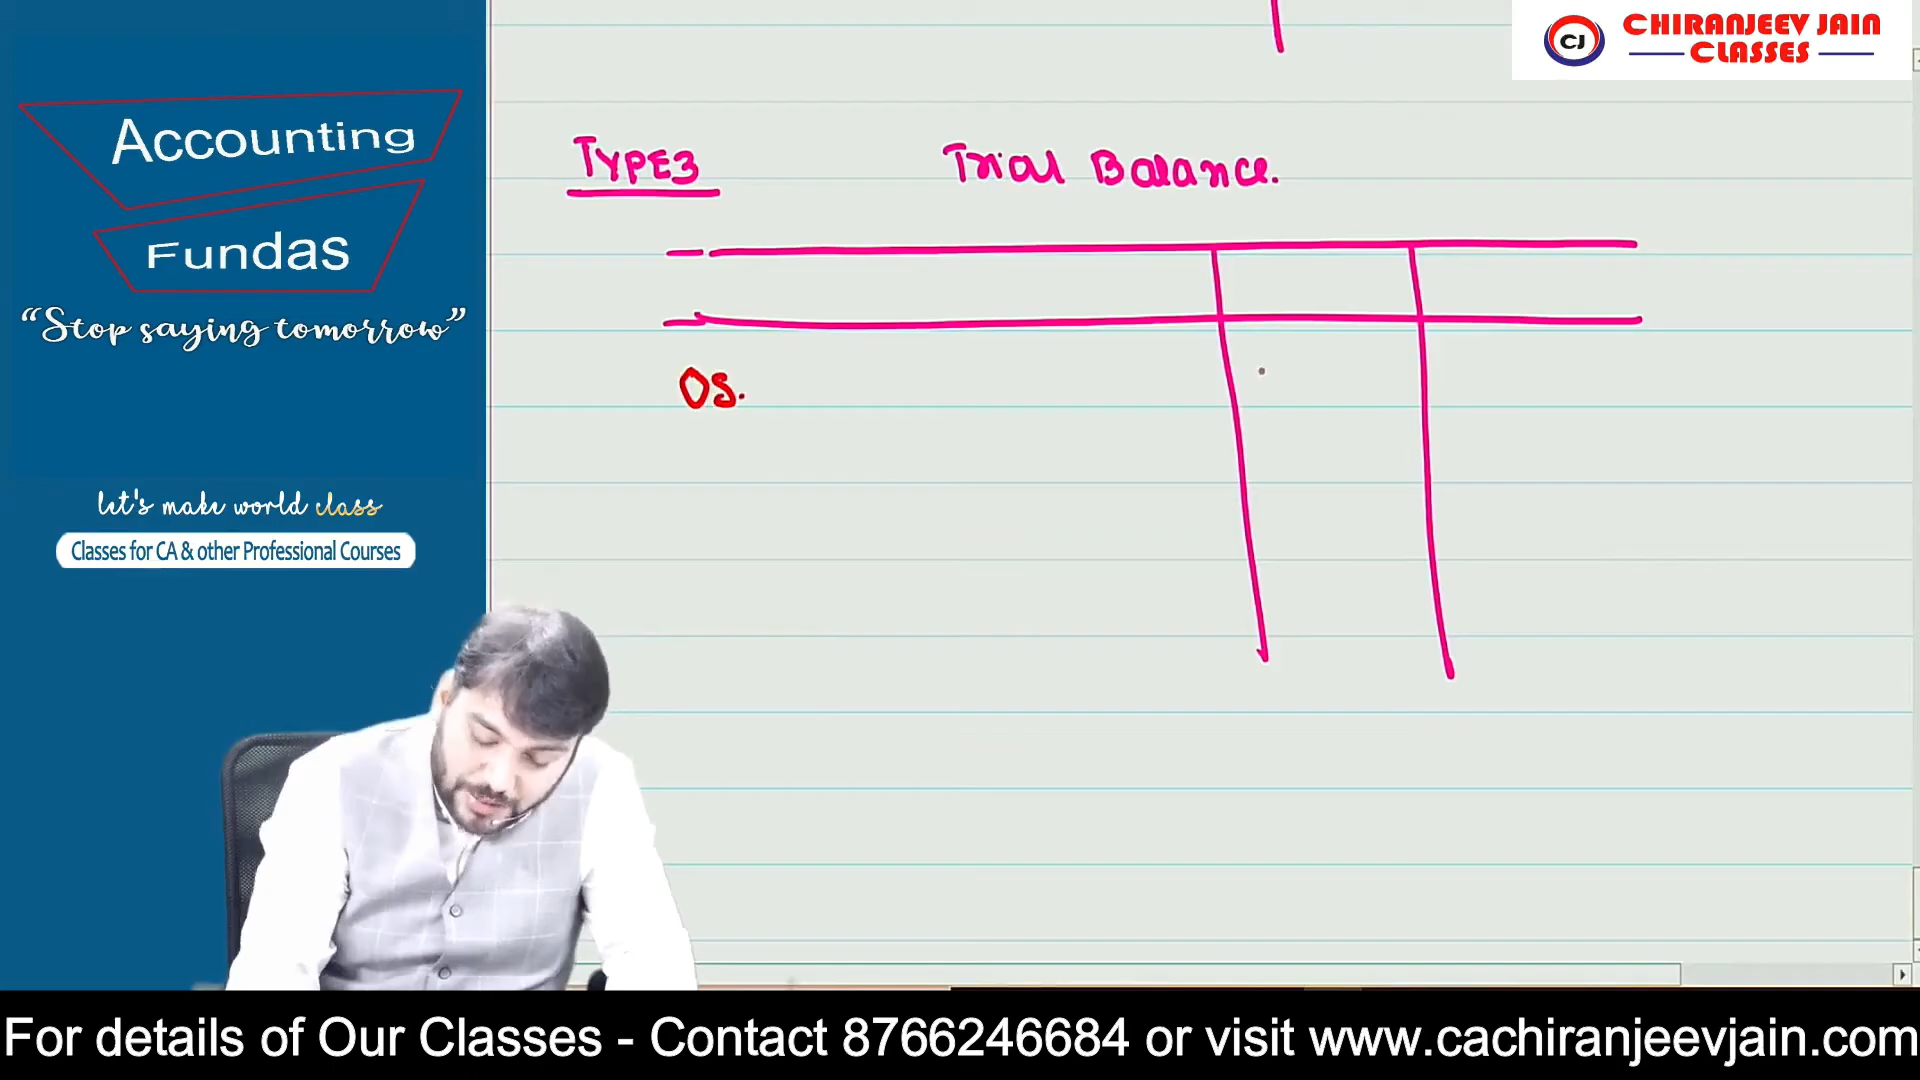 CJ
CHIRANJEEV JAIN
CLASSES
Accounting
Fundas
“Stop saying tomorrow”
let's make world class
Classes for CA & other Professional Courses
TYPE3
Trial Balance.
OS.
For details of Our Classes - Contact 8766246684 or visit www.cachiranjeevjain.com